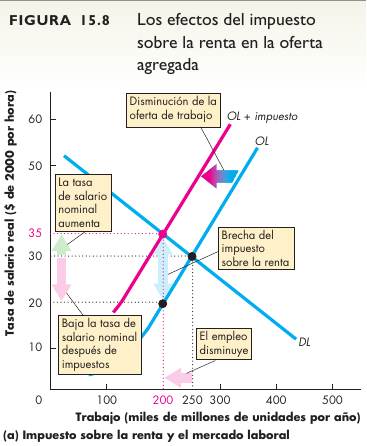 FIGURA 15.8
Los efectos del impuesto
sobre la renta en la oferta
agregada
Tasa de salario real ($ de 2000 por hora)
60
50
35
30
20
10
0
Disminución de la
oferta de trabajo
OL + impuesto
OL
La tasa
de salario
nominal
aumenta
Brecha del
impuesto
sobre la renta
Baja la tasa de
salario nominal
después de
impuestos
El empleo
disminuye
DL
100
200
250
300
400
500
Trabajo (miles de millones de unidades por año)
(a) Impuesto sobre la renta y el mercado laboral